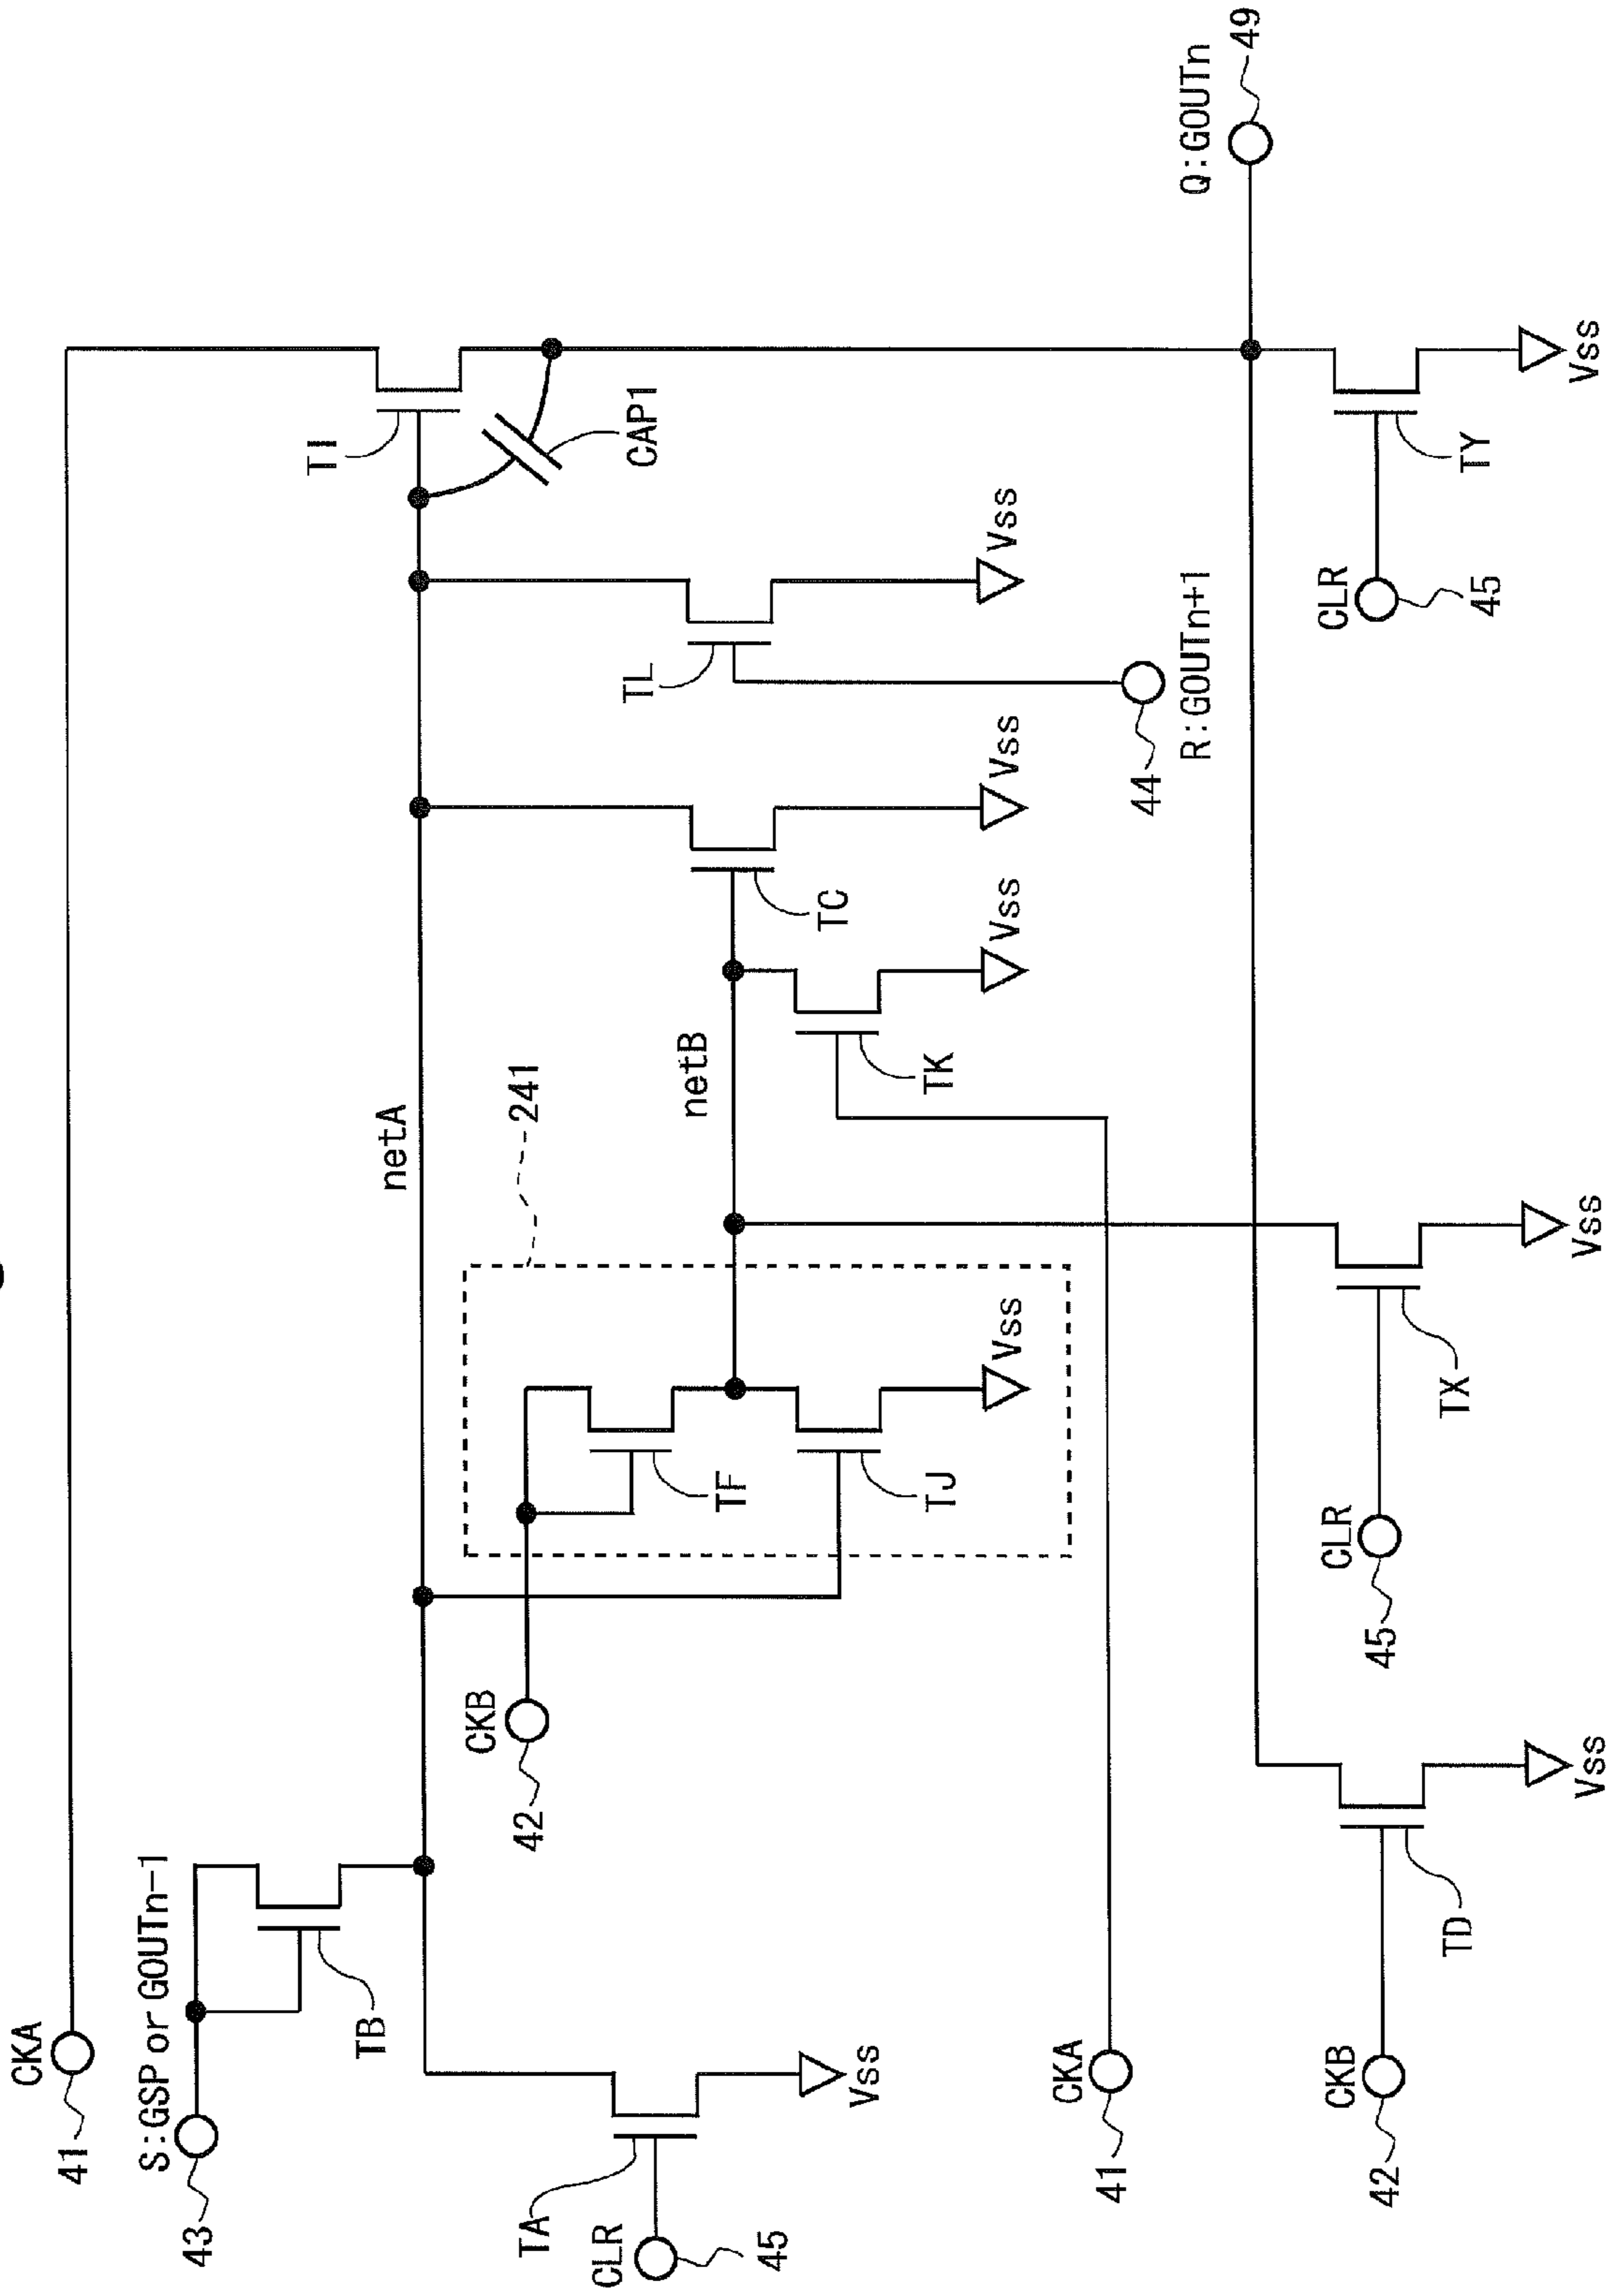 CKA
41
S:GSP or GOUTn-1
43
TB
TA
CLR
45
Vss
netA
CKB
42
241
TF
TJ
Vss
netB
TK
Vss
TC
Vss
TL
Vss
44
R:GOUTn+1
TI
CAP1
CKA
41
CKB
42
TD
Vss
CLR
45
TX
Vss
CLR
45
TY
Vss
Q:GOUTn
49